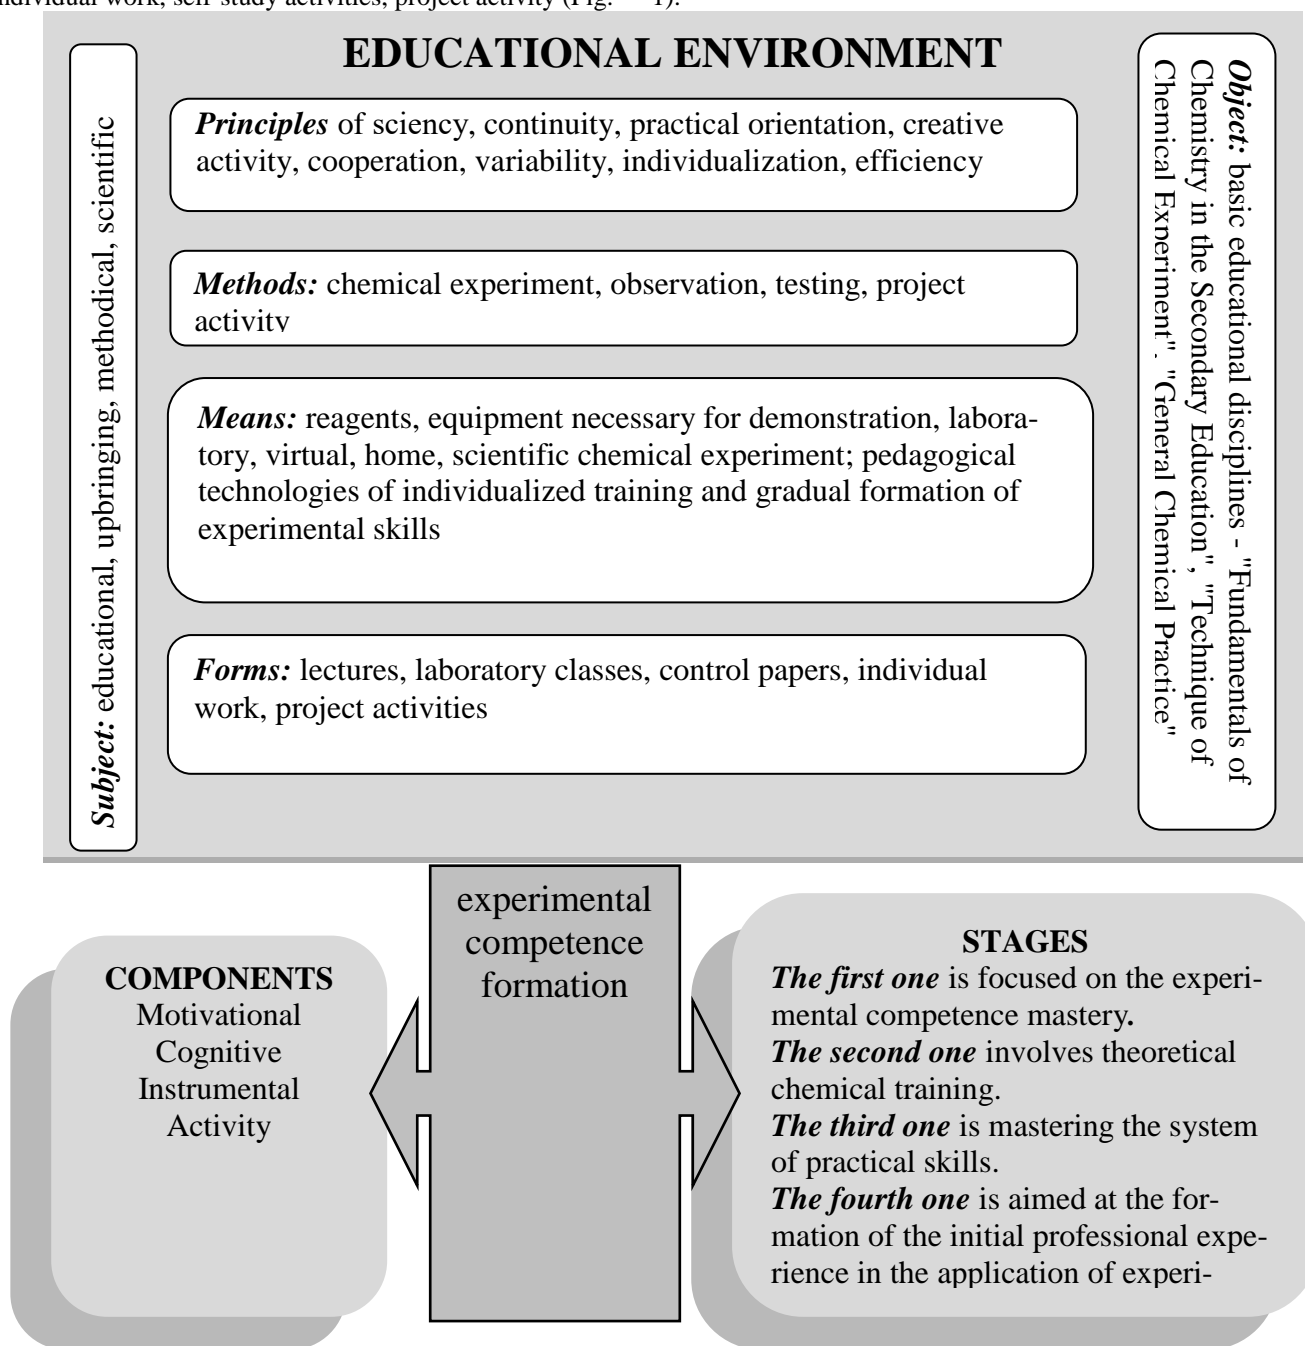 individual work, self-study activities, project activity (Fig. 1).
EDUCATIONAL ENVIRONMENT
Subject: educational, upbringing, methodical, scientific
Principles of sciency, continuity, practical orientation, creative
activity, cooperation, variability, individualization, efficiency
Methods: chemical experiment, observation, testing, project
activity
Means: reagents, equipment necessary for demonstration, labora-
tory, virtual, home, scientific chemical experiment; pedagogical
technologies of individualized training and gradual formation of
experimental skills
Forms: lectures, laboratory classes, control papers, individual
work, project activities
Object: basic educational disciplines - "Fundamentals of
Chemistry in the Secondary Education", "Technique of
Chemical Experiment". "General Chemical Practice"
experimental
competence
formation
COMPONENTS
Motivational
Cognitive
Instrumental
Activity
STAGES
The first one is focused on the experi-
mental competence mastery.
The second one involves theoretical
chemical training.
The third one is mastering the system
of practical skills.
The fourth one is aimed at the for-
mation of the initial professional expe-
rience in the application of experi-